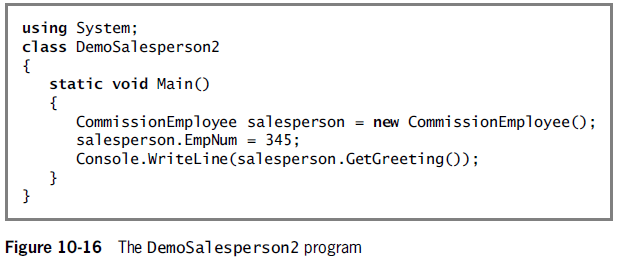 using System;
class DemoSalesperson2
{
   static void Main()
   {
      CommissionEmployee salesperson = new CommissionEmployee();
      salesperson.EmpNum = 345;
      Console.WriteLine(salesperson.GetGreeting());
   }
}
Figure 10-16 The DemoSalesperson2 program